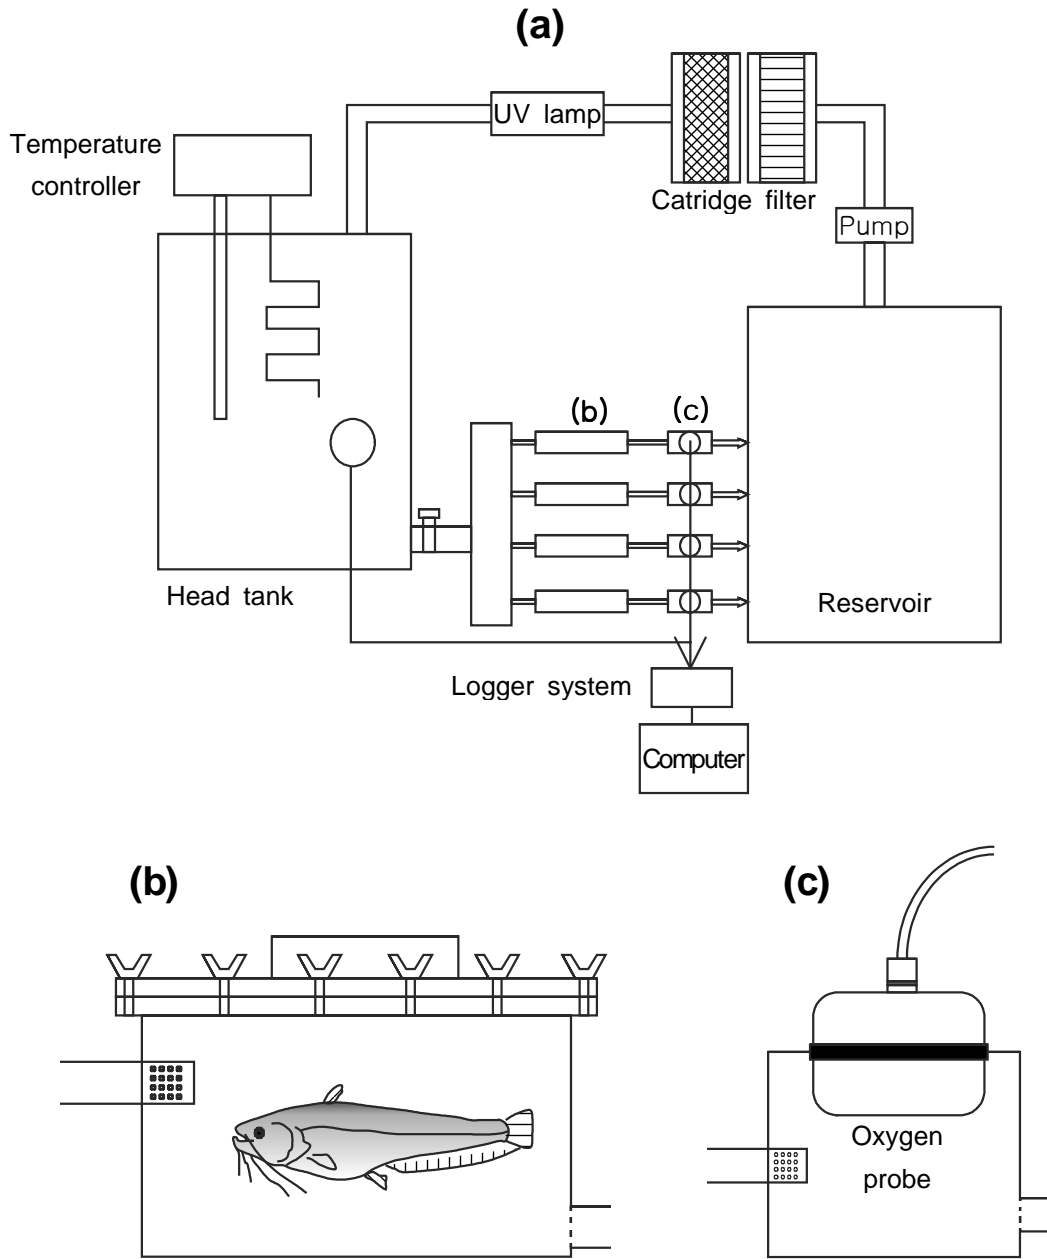 (a)
UV lamp
Temperature
controller
Catridge filter
Pump
(b)
(c)
Head tank
Reservoir
Logger system
Computer
(b)
(c)
Oxygen
probe